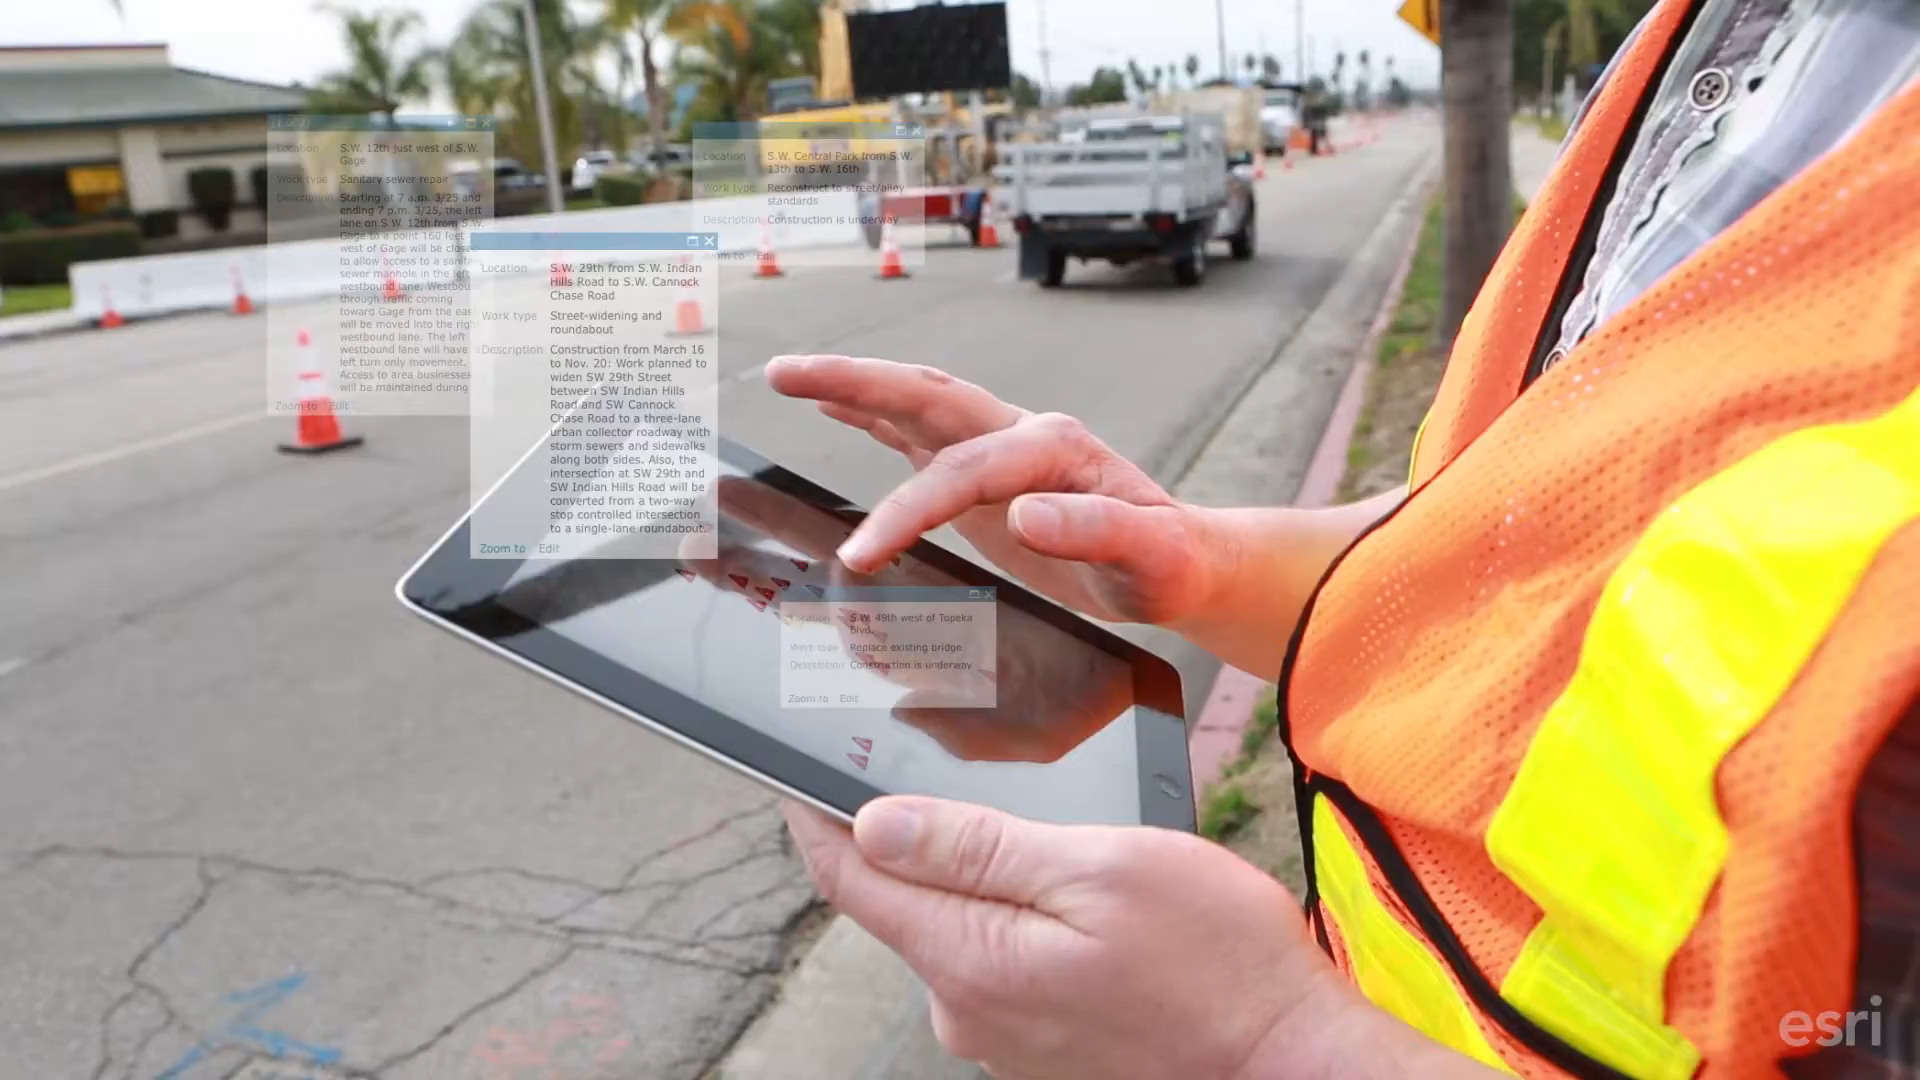 (1 of 2)
Location S.W. 12th just west of S.W.
Gage
Work type Sanitary sewer repair
Description Starting at 7 a.m. 3/25 and
ending 7 p.m. 3/25, the left
lane on S.W. 12th from S.W.
Gage to a point 160 feet
west of Gage will be closed
to allow access to a sanitary
sewer manhole in the left
westbound lane. Westbound
through traffic coming
toward Gage from the east
will be moved into the right
westbound lane. The left
westbound lane will have a
left turn only movement.
Access to area businesses
will be maintained during
Zoom to Edit
Location S.W. Central Park from S.W.
13th to S.W. 16th
Work type Reconstruct to street/alley
standards
Description Construction is underway
Zoom to Edit
Location S.W. 29th from S.W. Indian
Hills Road to S.W. Cannock
Chase Road
Work type Street-widening and
roundabout
Description Construction from March 16
to Nov. 20: Work planned to
widen SW 29th Street
between SW Indian Hills
Road and SW Cannock
Chase Road to a three-lane
urban collector roadway with
storm sewers and sidewalks
along both sides. Also, the
intersection at SW 29th and
SW Indian Hills Road will be
converted from a two-way
stop controlled intersection
to a single-lane roundabout.
Zoom to Edit
Location S.W. 49th west of Topeka
Blvd.
Work type Replace existing bridge
Description Construction is underway
Zoom to Edit
esri